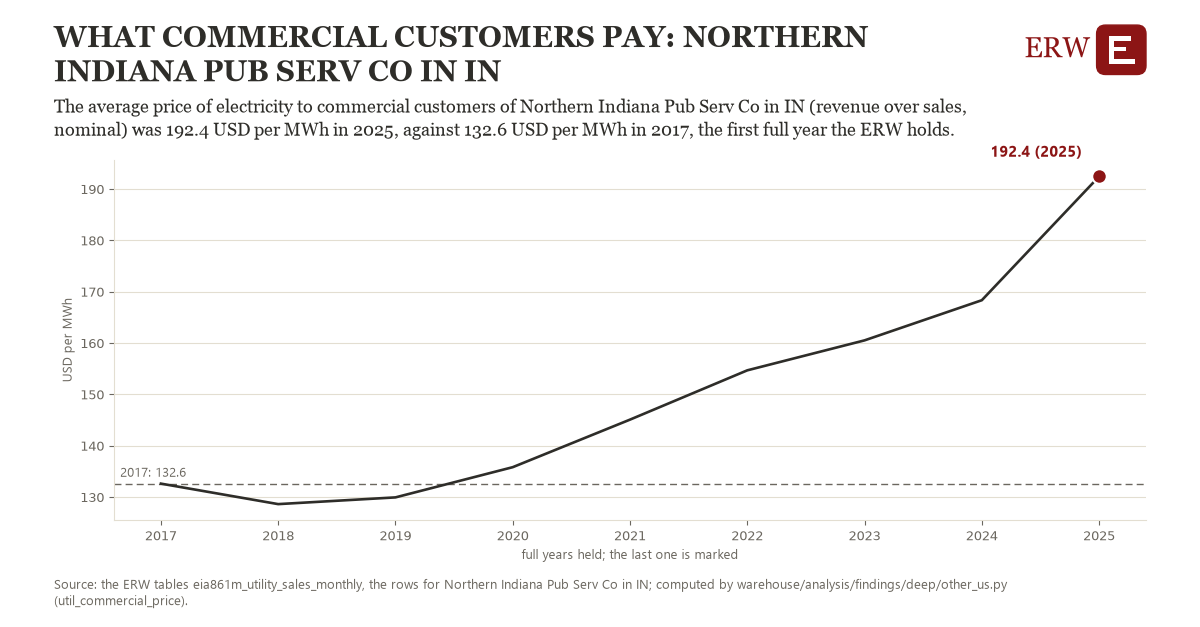 WHAT COMMERCIAL CUSTOMERS PAY: NORTHERN
INDIANA PUB SERV CO IN IN
ERW E
The average price of electricity to commercial customers of Northern Indiana Pub Serv Co in IN (revenue over sales,
nominal) was 192.4 USD per MWh in 2025, against 132.6 USD per MWh in 2017, the first full year the ERW holds.
192.4 (2025)
190
180
170
160
150
140
130
USD per MWh
2017: 132.6
2017 2018 2019 2020 2021 2022 2023 2024 2025
full years held; the last one is marked
Source: the ERW tables eia861m_utility_sales_monthly, the rows for Northern Indiana Pub Serv Co in IN; computed by warehouse/analysis/findings/deep/other_us.py
(util_commercial_price).